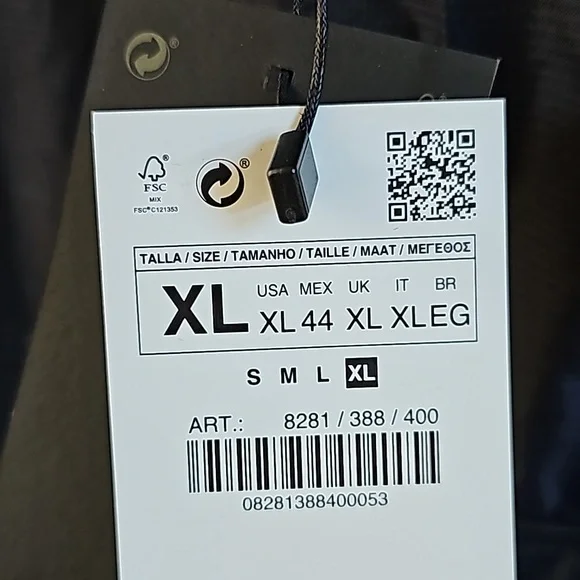 ®
FSC
MIX
FSC® C121353
®
TALLA / SIZE / TAMANHO / TAILLE / MAAT / ΜΕΓΕΘΟΣ
USA MEX UK IT BR
XL XL 44 XL XL EG
S M L XL
ART.: 8281 / 388 / 400
08281388400053